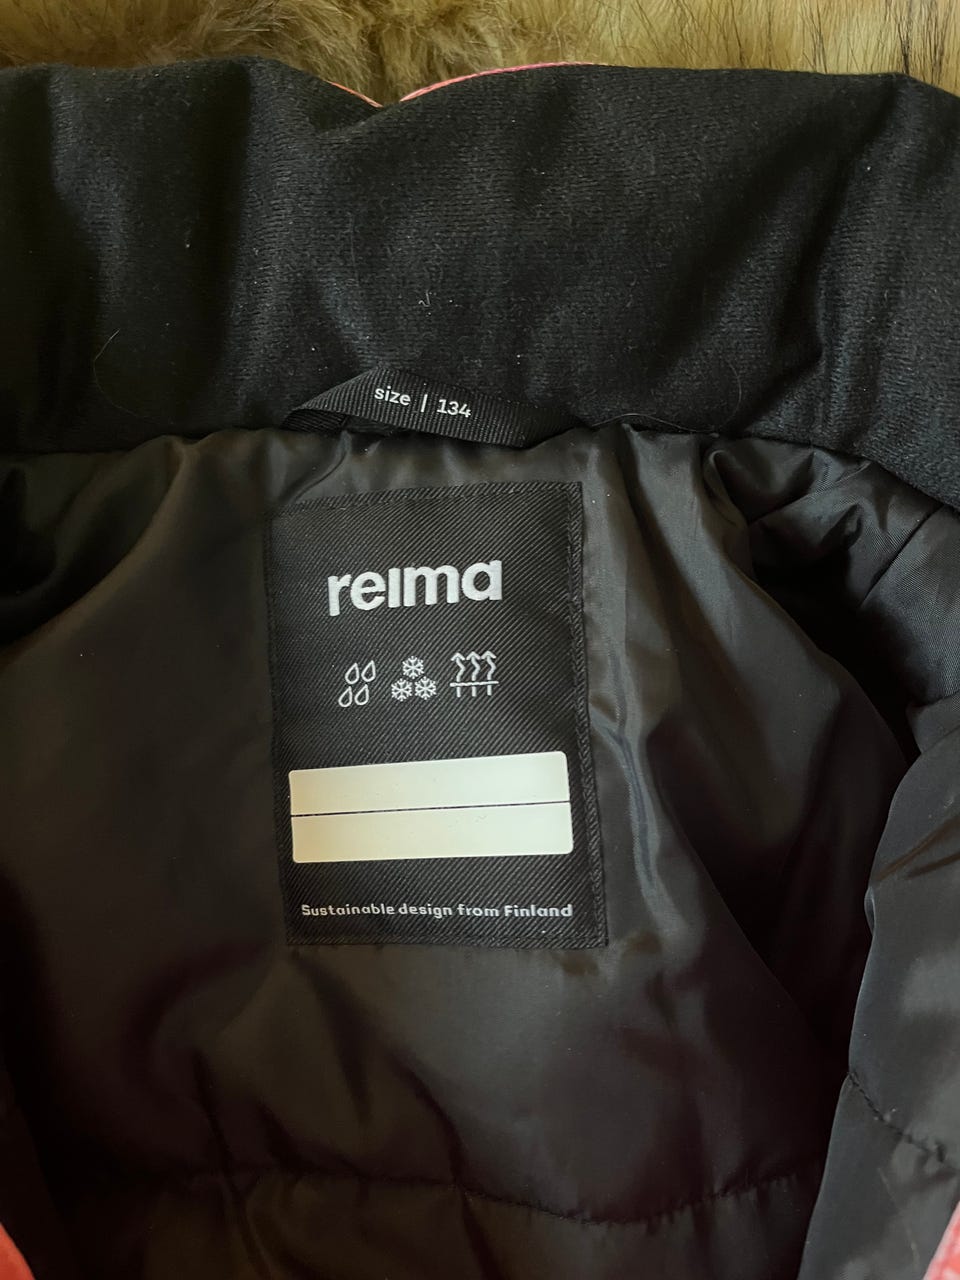 size | 134
reima
Sustainable design from Finland